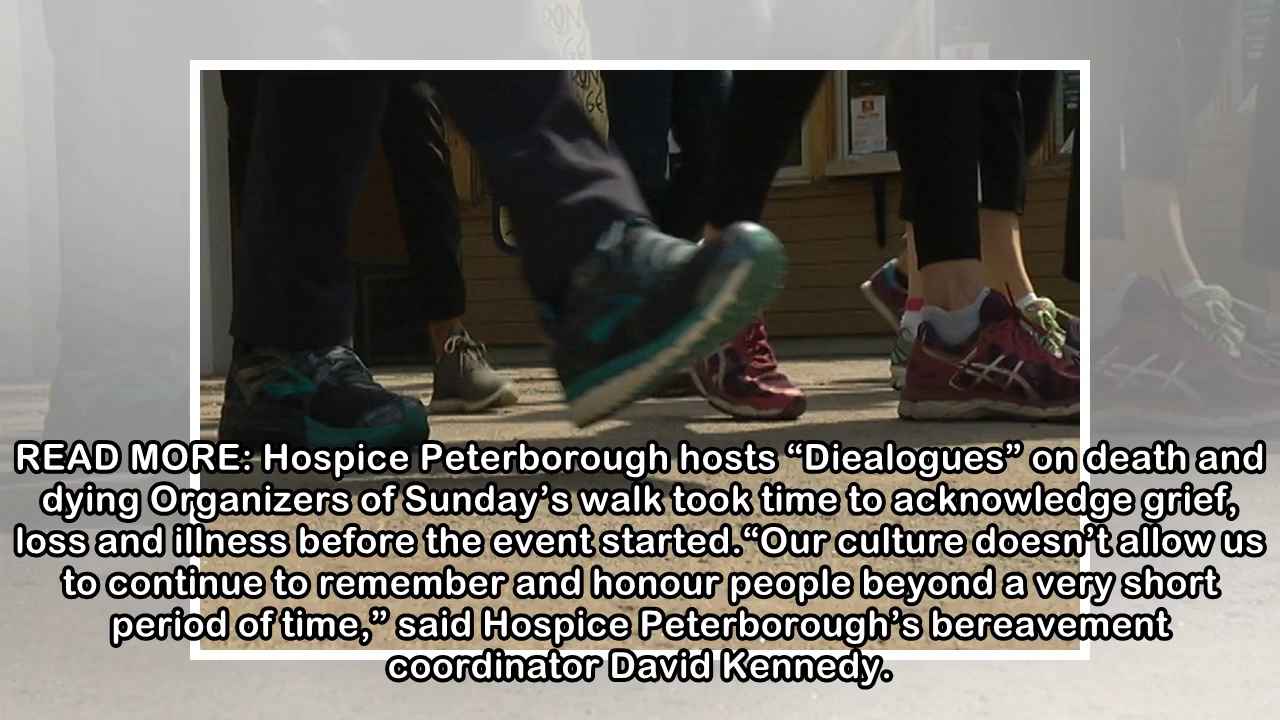 READ MORE: Hospice Peterborough hosts “Diealogues” on death and
dying Organizers of Sunday’s walk took time to acknowledge grief,
loss and illness before the event started.“Our culture doesn’t allow us
to continue to remember and honour people beyond a very short
period of time,” said Hospice Peterborough’s bereavement
coordinator David Kennedy.